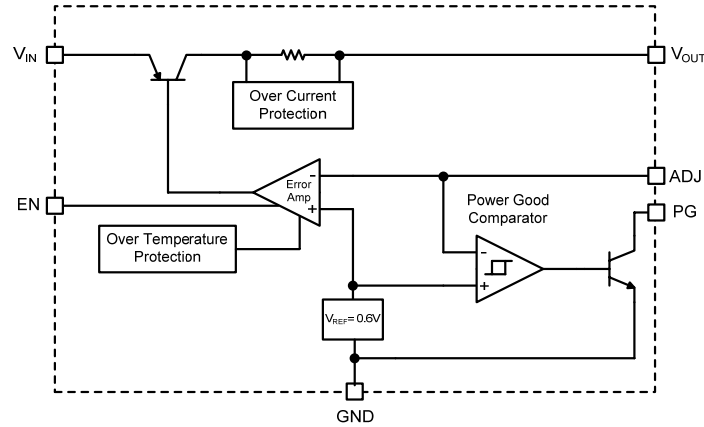 VIN
VOUT
Over Current
Protection
-
Error
Amp
+
ADJ
EN
Power Good
Comparator
PG
Over Temperature
Protection
-
+
VREF= 0.6V
GND